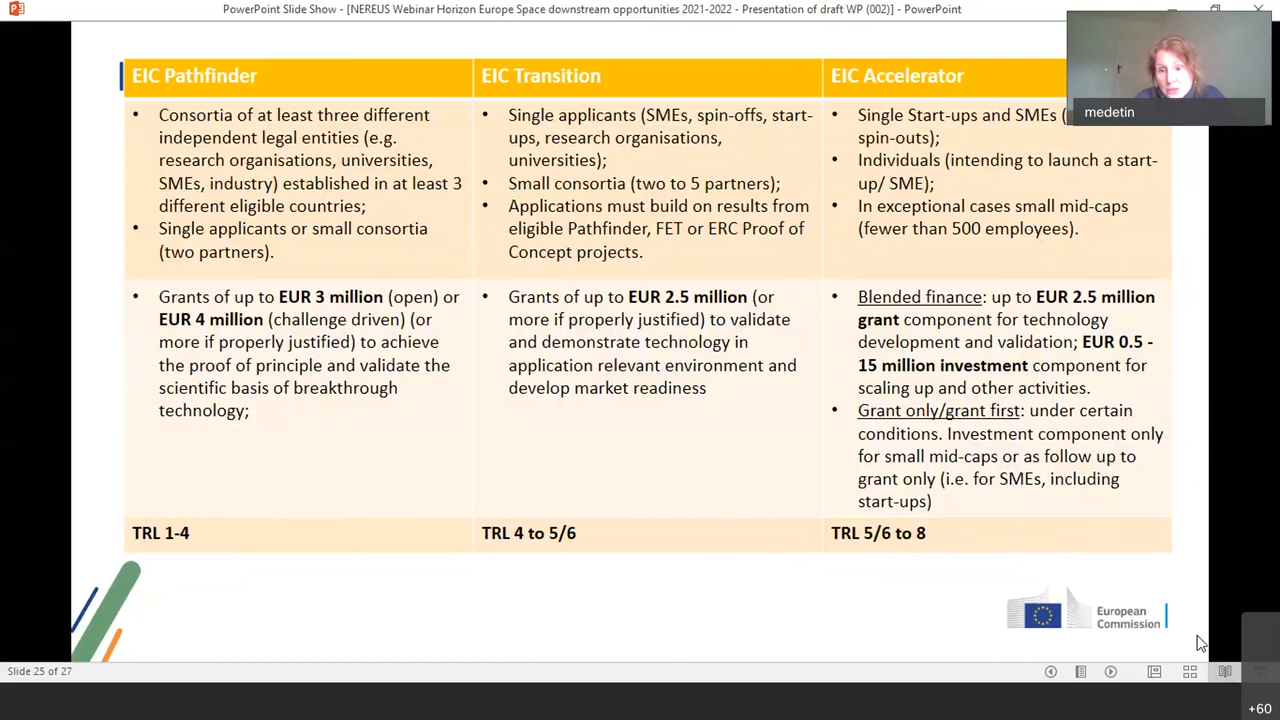 PowerPoint Slide Show - [NEREUS Webinar Horizon Europe Space downstream opportunities 2021-2022 - Presentation of draft WP (002)] - PowerPoint
medetin
EIC Pathfinder
• Consortia of at least three different
independent legal entities (e.g.
research organisations, universities,
SMEs, industry) established in at least 3
different eligible countries;
• Single applicants or small consortia
(two partners).
• Grants of up to EUR 3 million (open) or
EUR 4 million (challenge driven) (or
more if properly justified) to achieve
the proof of principle and validate the
scientific basis of breakthrough
technology;
TRL 1-4
EIC Transition
• Single applicants (SMEs, spin-offs, start-
ups, research organisations,
universities);
• Small consortia (two to 5 partners);
• Applications must build on results from
eligible Pathfinder, FET or ERC Proof of
Concept projects.
• Grants of up to EUR 2.5 million (or
more if properly justified) to validate
and demonstrate technology in
application relevant environment and
develop market readiness
TRL 4 to 5/6
EIC Accelerator
• Single Start-ups and SMEs (
spin-outs);
• Individuals (intending to launch a start-
up/ SME);
• In exceptional cases small mid-caps
(fewer than 500 employees).
• Blended finance: up to EUR 2.5 million
grant component for technology
development and validation; EUR 0.5 -
15 million investment component for
scaling up and other activities.
• Grant only/grant first: under certain
conditions. Investment component only
for small mid-caps or as follow up to
grant only (i.e. for SMEs, including
start-ups)
TRL 5/6 to 8
European
Commission
Slide 25 of 27
+60